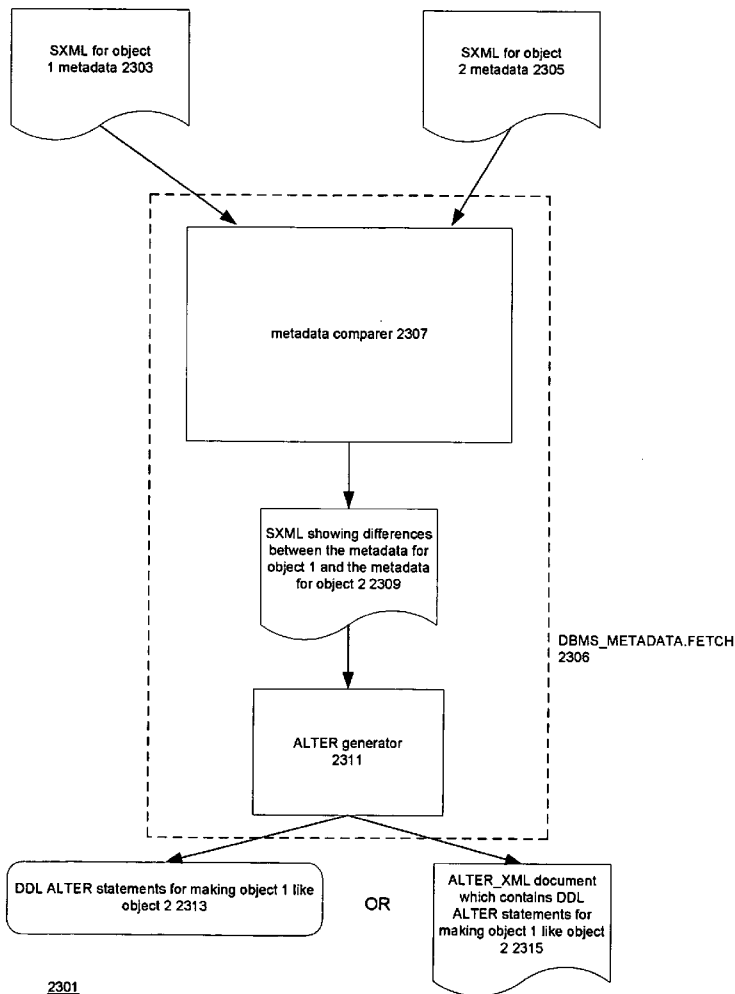 SXML for object
1 metadata 2303
SXML for object
2 metadata 2305
metadata comparer 2307
SXML showing differences
between the metadata for
object 1 and the metadata
for object 2 2309
DBMS_METADATA.FETCH
2306
ALTER generator
2311
DDL ALTER statements for making object 1 like
object 2 2313
OR
ALTER_XML document
which contains DDL
ALTER statements for
making object 1 like object
2 2315
2301